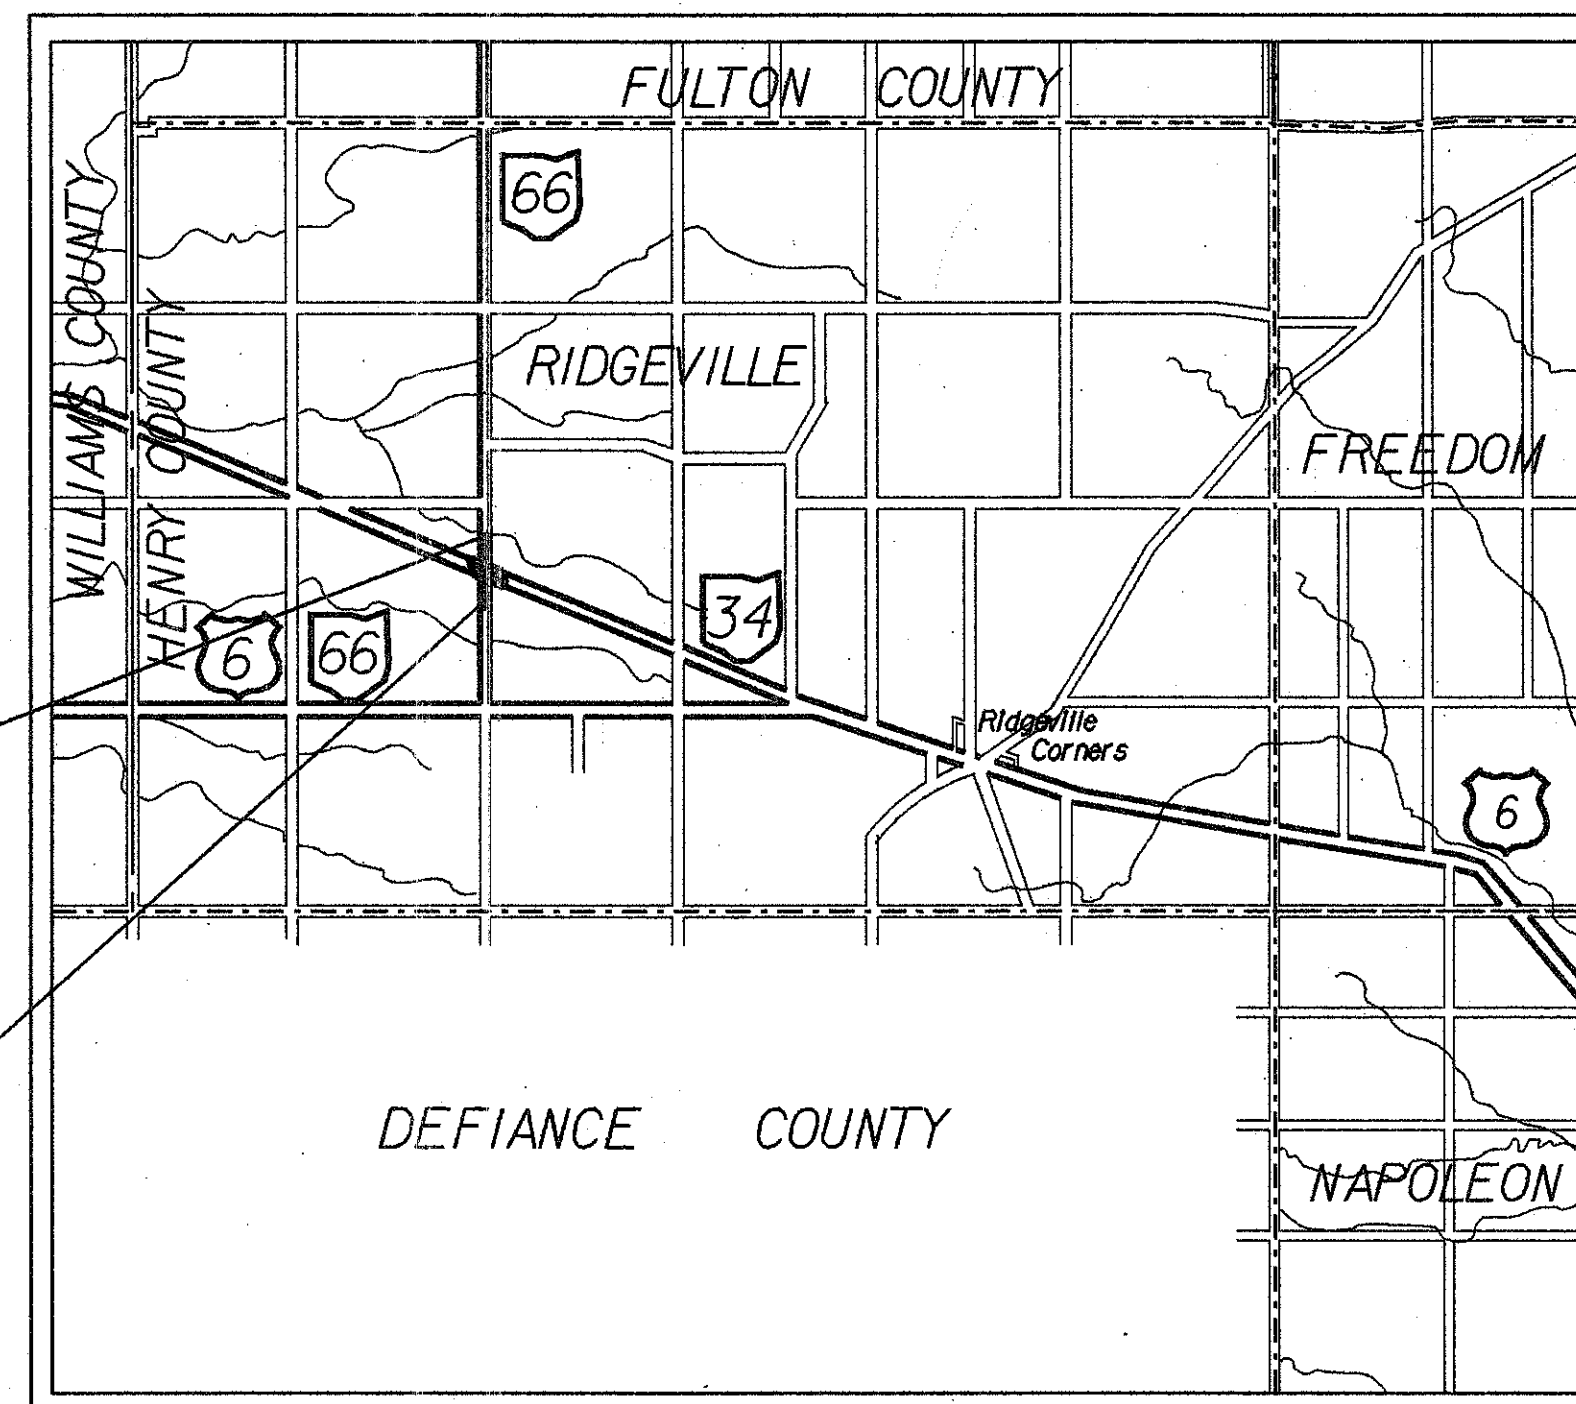 FULTON COUNTY
66
WILLIAMS COUNTY
HENRY COUNTY
RIDGEVILLE
FREEDOM
34
6
66
Ridgeville
Corners
6
DEFIANCE COUNTY
NAPOLEON